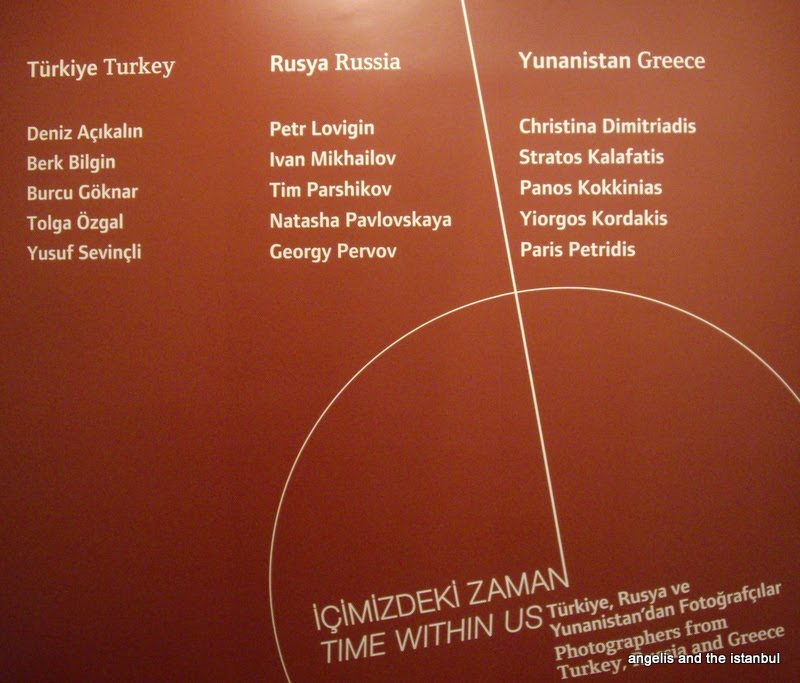 Türkiye Turkey
Deniz Açıkalın
Berk Bilgin
Burcu Göknar
Tolga Özgal
Yusuf Sevinçli
Rusya Russia
Petr Lovigin
Ivan Mikhailov
Tim Parshikov
Natasha Pavlovskaya
Georgy Pervov
Yunanistan Greece
Christina Dimitriadis
Stratos Kalafatis
Panos Kokkinias
Yiorgos Kordakis
Paris Petridis
İÇİMİZDEKİ ZAMAN
TIME WITHIN US
Türkiye, Rusya ve
Yunanistan'dan Fotoğrafçılar
Photographers from
Turkey, Russia and Greece
angelis and the istanbul